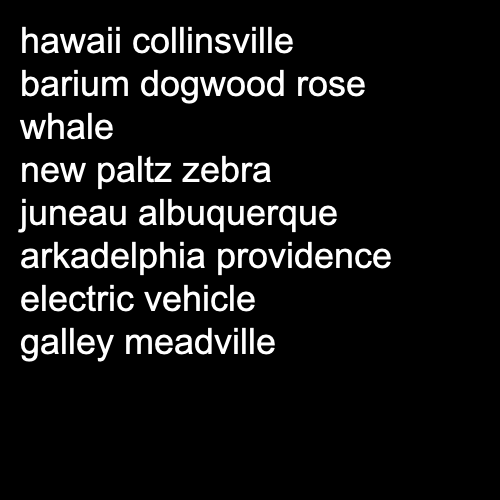 hawaii collinsville
barium dogwood rose
whale
new paltz zebra
juneau albuquerque
arkadelphia providence
electric vehicle
galley meadville